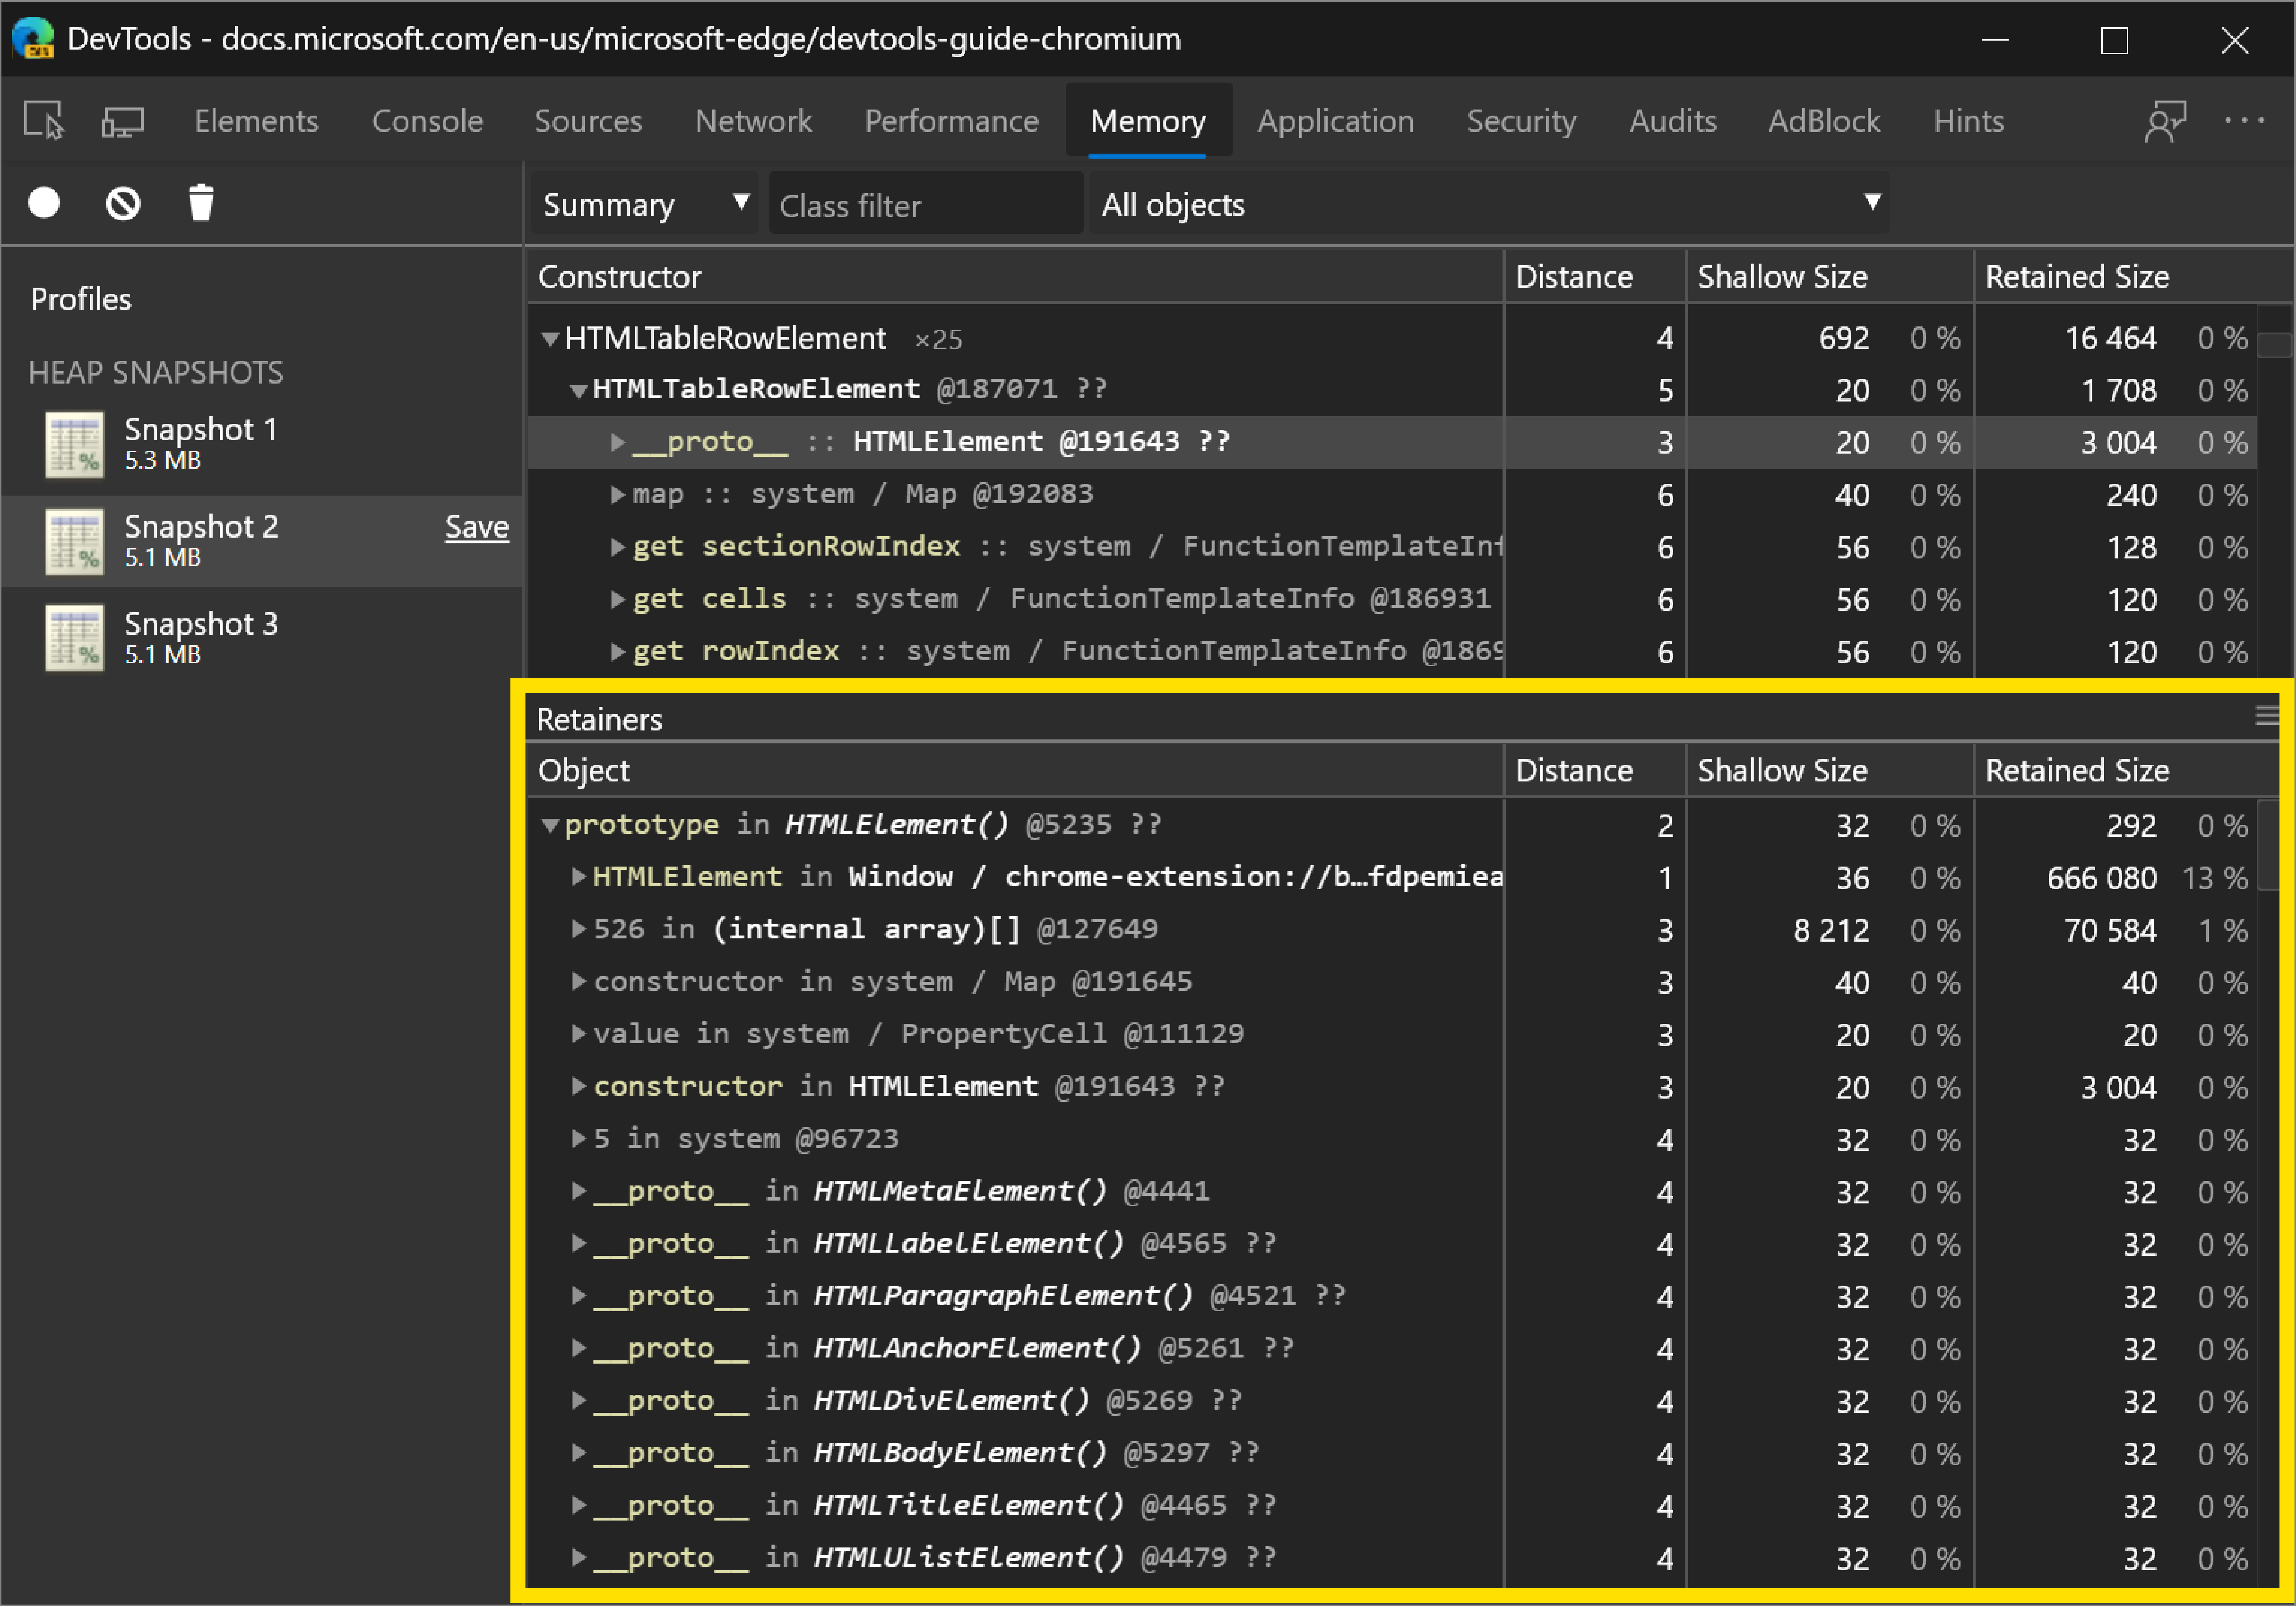 DevTools - docs.microsoft.com/en-us/microsoft-edge/devtools-guide-chromium
Elements Console Sources Network Performance Memory Application Security Audits AdBlock Hints
Summary Class filter All objects
Profiles
HEAP SNAPSHOTS
Snapshot 1
5.3 MB
Snapshot 2 Save
5.1 MB
Snapshot 3
5.1 MB
Constructor Distance Shallow Size Retained Size
HTMLTableRowElement ×25 4 692 0 % 16 464 0 %
HTMLTableRowElement @187071 ?? 5 20 0 % 1 708 0 %
__proto__ :: HTMLElement @191643 ?? 3 20 0 % 3 004 0 %
map :: system / Map @192083 6 40 0 % 240 0 %
get sectionRowIndex :: system / FunctionTemplateInf 6 56 0 % 128 0 %
get cells :: system / FunctionTemplateInfo @186931 6 56 0 % 120 0 %
get rowIndex :: system / FunctionTemplateInfo @1869 6 56 0 % 120 0 %
Retainers
Object Distance Shallow Size Retained Size
prototype in HTMLElement() @5235 ?? 2 32 0 % 292 0 %
HTMLElement in Window / chrome-extension://b…fdpemiea 1 36 0 % 666 080 13 %
526 in (internal array)[] @127649 3 8 212 0 % 70 584 1 %
constructor in system / Map @191645 3 40 0 % 40 0 %
value in system / PropertyCell @111129 3 20 0 % 20 0 %
constructor in HTMLElement @191643 ?? 3 20 0 % 3 004 0 %
5 in system @96723 4 32 0 % 32 0 %
__proto__ in HTMLMetaElement() @4441 4 32 0 % 32 0 %
__proto__ in HTMLLabelElement() @4565 ?? 4 32 0 % 32 0 %
__proto__ in HTMLParagraphElement() @4521 ?? 4 32 0 % 32 0 %
__proto__ in HTMLAnchorElement() @5261 ?? 4 32 0 % 32 0 %
__proto__ in HTMLDivElement() @5269 ?? 4 32 0 % 32 0 %
__proto__ in HTMLBodyElement() @5297 ?? 4 32 0 % 32 0 %
__proto__ in HTMLTitleElement() @4465 ?? 4 32 0 % 32 0 %
__proto__ in HTMLUListElement() @4479 ?? 4 32 0 % 32 0 %